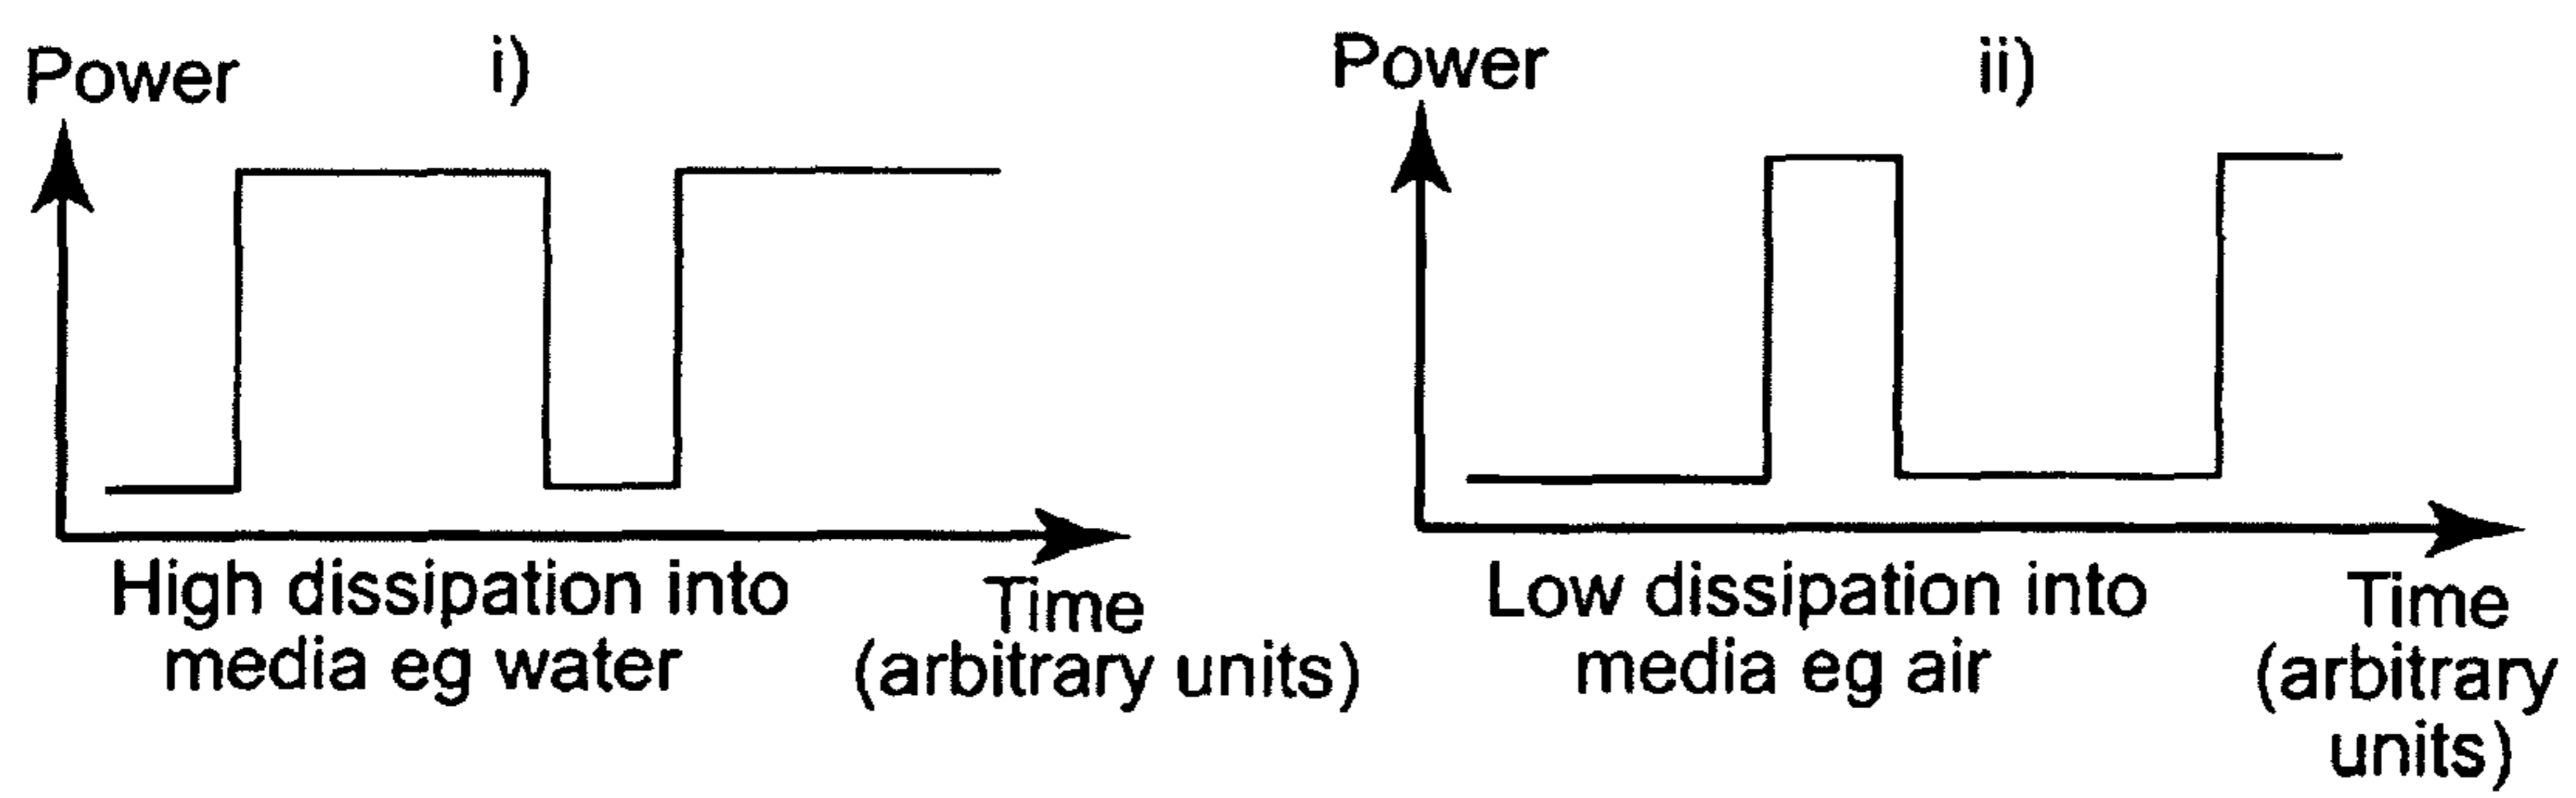 Power
i)
High dissipation into
media eg water
Time
(arbitrary units)
Power
ii)
Low dissipation into
media eg air
Time
(arbitrary
units)